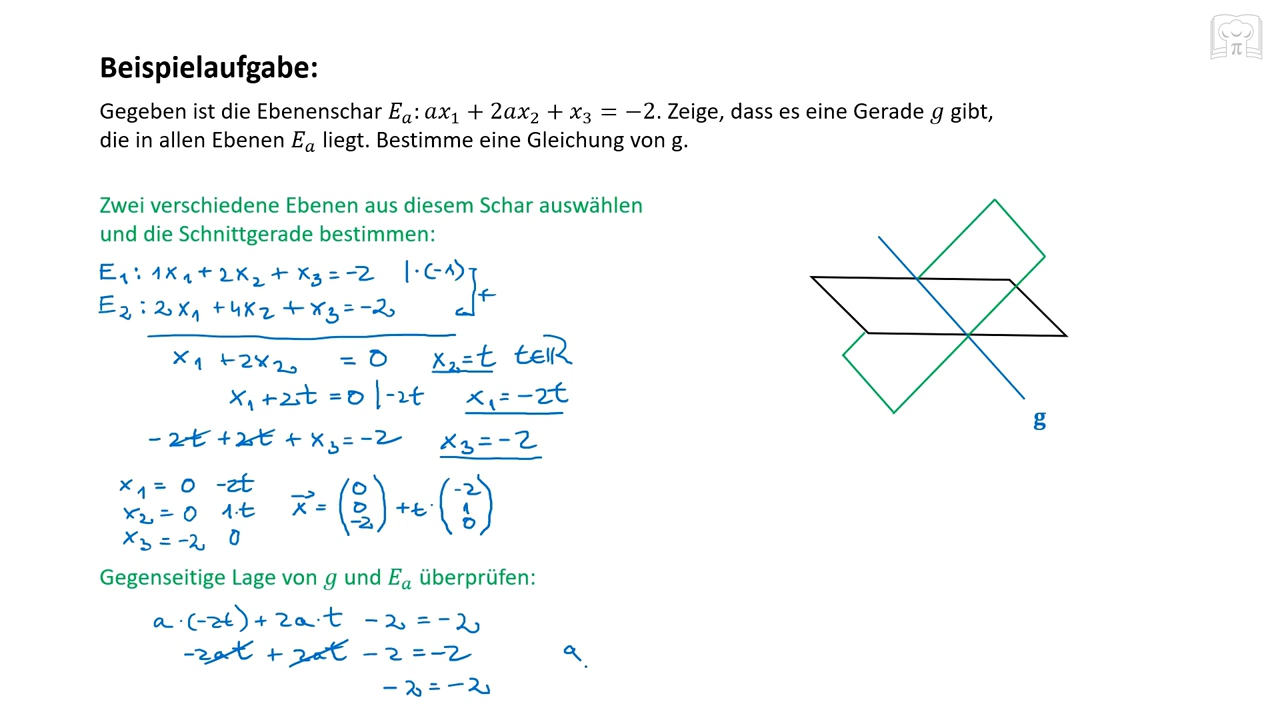 Beispielaufgabe:
Gegeben ist die Ebenenschar Eₐ: ax₁ + 2ax₂ + x₃ = −2. Zeige, dass es eine Gerade g gibt,
die in allen Ebenen Eₐ liegt. Bestimme eine Gleichung von g.
Zwei verschiedene Ebenen aus diesem Schar auswählen
und die Schnittgerade bestimmen:
E₁: 1x₁ + 2x₂ + x₃ = −2 | · (−1)
E₂: 2x₁ + 4x₂ + x₃ = −2 +
x₁ + 2x₂ = 0 x₂ = t t∈ℝ
x₁ + 2t = 0 | −2t x₁ = −2t
−2t + 2t + x₃ = −2 x₃ = −2
x₁ = 0 −2t
x₂ = 0 1·t
x₃ = −2 0
x⃗ = (0 0 −2) + t · (−2 1 0)
Gegenseitige Lage von g und Eₐ überprüfen:
a · (−2t) + 2a · t − 2 = −2
−2at + 2at − 2 = −2 a
−2 = −2
g
π